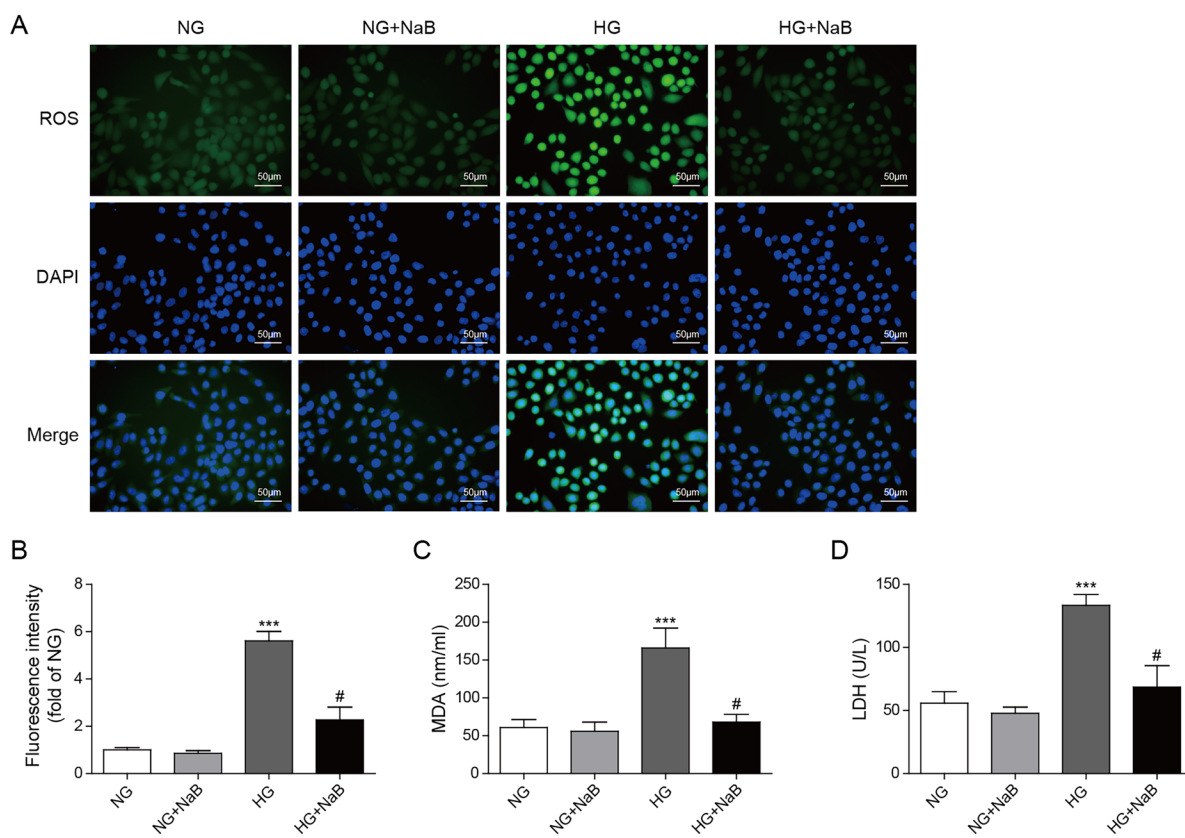 A
NG NG+NaB HG HG+NaB
ROS
50μm 50μm 50μm 50μm
DAPI
50μm 50μm 50μm 50μm
Merge
50μm 50μm 50μm 50μm
B
Fluorescence intensity
(fold of NG)
8
6
4
2
0
***
#
NG NG+NaB HG HG+NaB
C
MDA (nm/ml)
250
200
150
100
50
0
***
#
NG NG+NaB HG HG+NaB
D
LDH (U/L)
150
100
50
0
***
#
NG NG+NaB HG HG+NaB